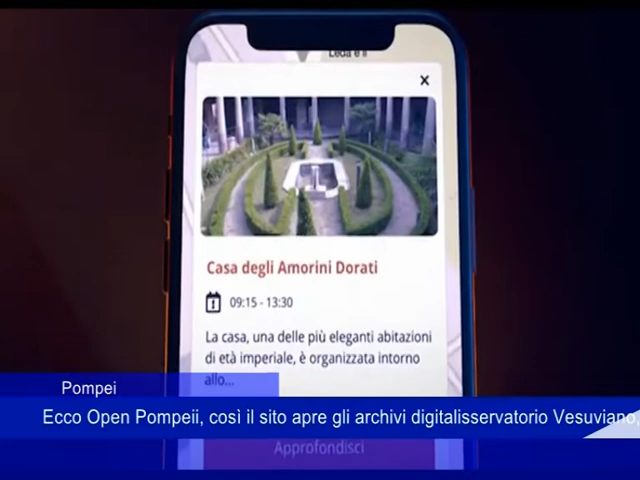 Leda e il
x
Casa degli Amorini Dorati
09:15 - 13:30
La casa, una delle più eleganti abitazioni
di età imperiale, è organizzata intorno
allo...
Pompei
Ecco Open Pompeii, così il sito apre gli archivi digitalisservatorio Vesuviano,
Approfondisci